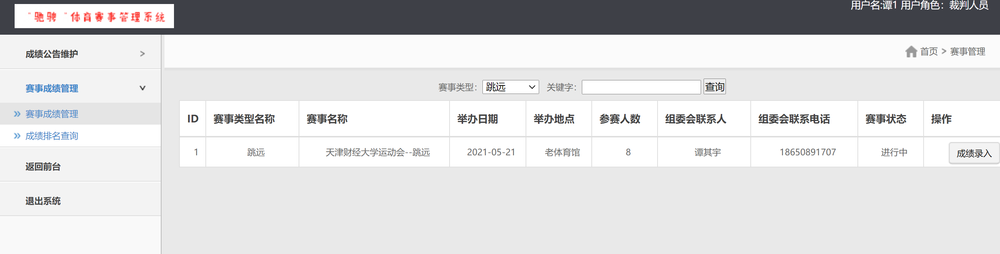 用户名:谭1 用户角色：裁判人员
"驰骋 "体育赛事管理系统
首页 > 赛事管理
成绩公告维护 >
赛事成绩管理
» 赛事成绩管理
» 成绩排名查询
返回前台
退出系统
赛事类型： 跳远 关键字： 查询
ID 赛事类型名称 赛事名称 举办日期 举办地点 参赛人数 组委会联系人 组委会联系电话 赛事状态 操作
1 跳远 天津财经大学运动会--跳远 2021-05-21 老体育馆 8 谭其宇 18650891707 进行中 成绩录入